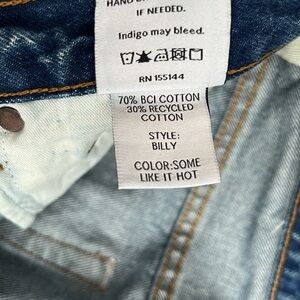 HAND
IF NEEDED.
Indigo may bleed.
RN 155144
70% BCI COTTON
30% RECYCLED
COTTON
STYLE:
BILLY
COLOR:SOME
LIKE IT HOT